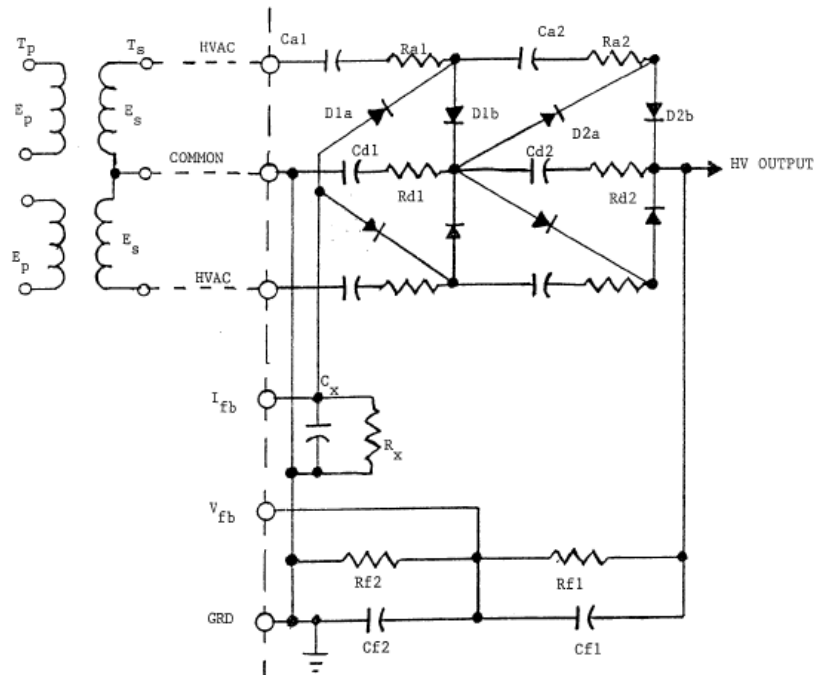 Tp Ts HVAC Ca1 Ra1 Ca2 Ra2
Ep Es D1a D1b D2a D2b
COMMON Cd1 Rd1 Cd2 Rd2 HV OUTPUT
Ep Es
HVAC
Ifb Cx
Rx
Vfb
Rf2 Rf1
GRD
Cf2 Cf1